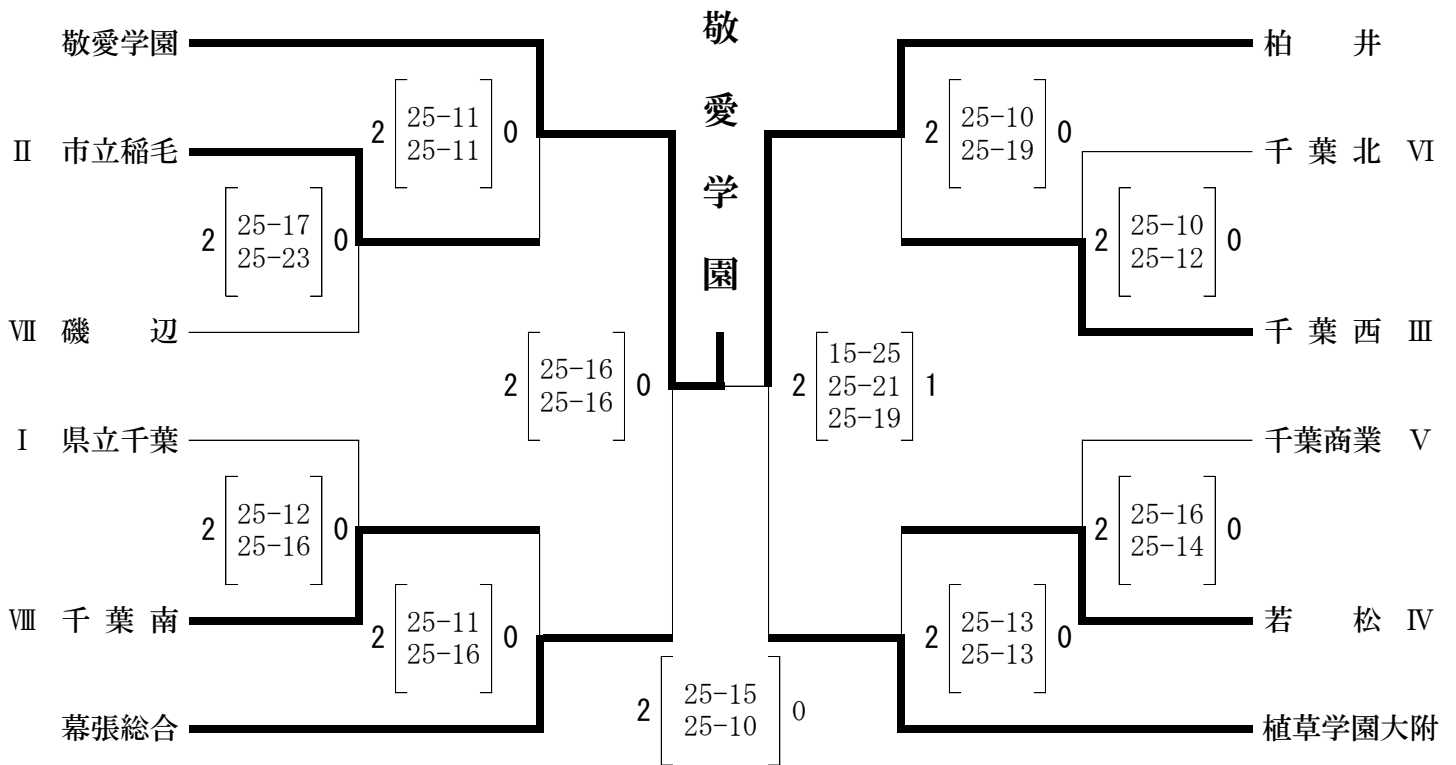 敬愛学園
敬愛学園
柏 井
2 25-11 0
25-11
2 25-10 0
25-19
Ⅱ 市立稲毛
千葉北 Ⅵ
2 25-17 0
25-23
2 25-10 0
25-12
Ⅶ 磯 辺
千葉西 Ⅲ
2 25-16 0
25-16
15-25
2 25-21 1
25-19
Ⅰ 県立千葉
千葉商業 Ⅴ
2 25-12 0
25-16
2 25-16 0
25-14
Ⅷ 千葉南
若 松 Ⅳ
2 25-11 0
25-16
2 25-13 0
25-13
2 25-15 0
25-10
幕張総合
植草学園大附